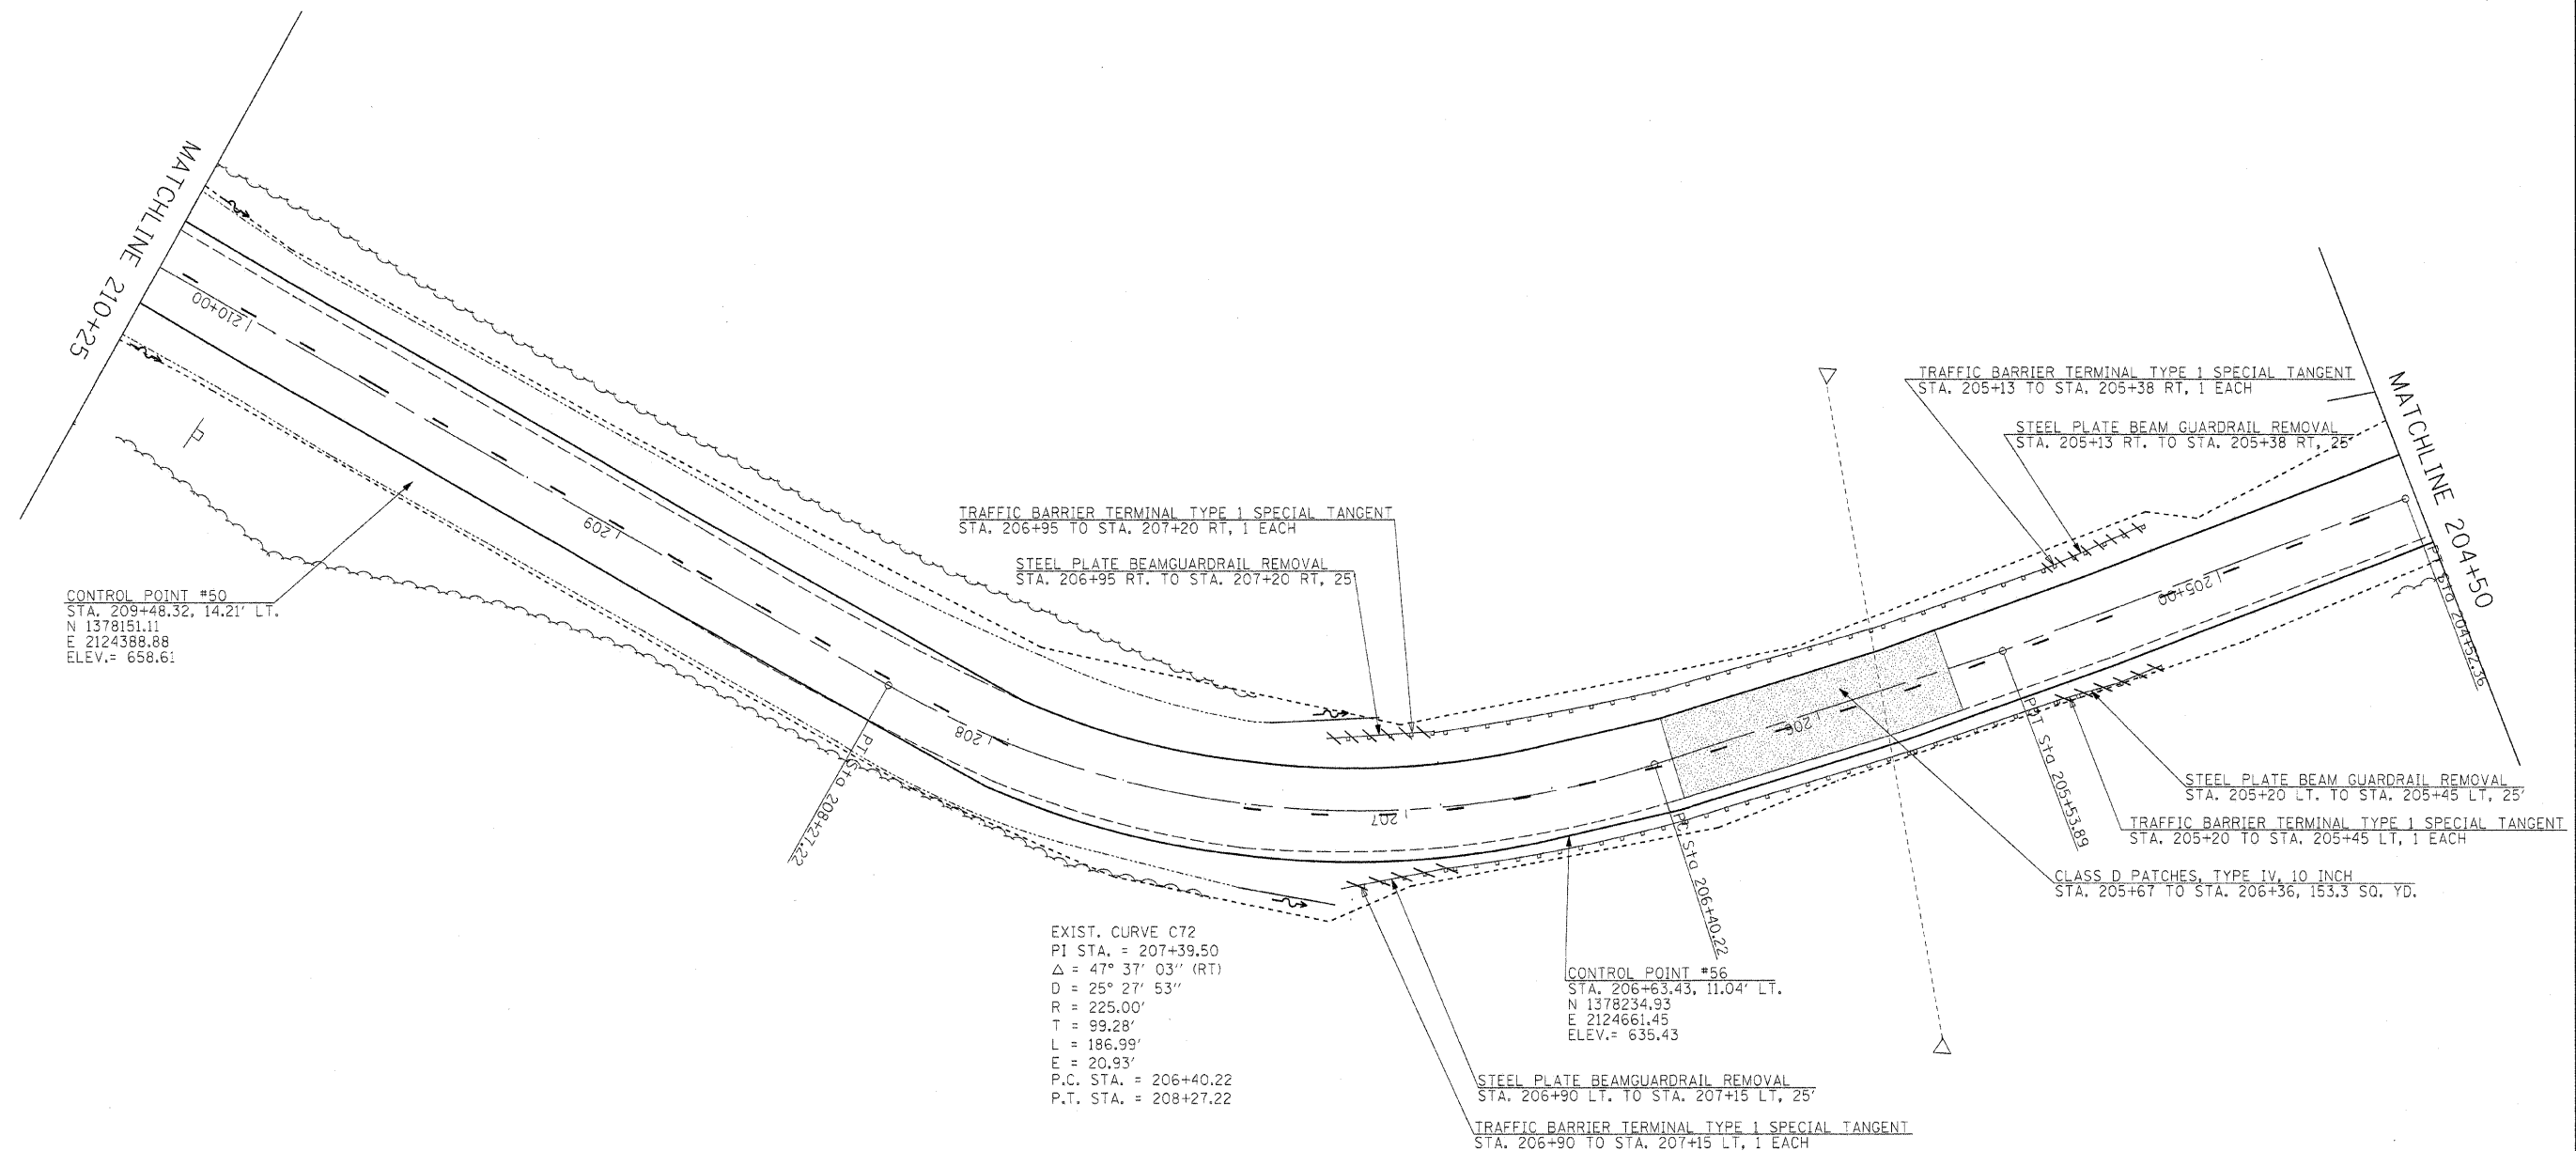 MATCHLINE 210+25
210+00
209
208
207
206
205+00
MATCHLINE 204+50
PT Sta 208+27.22
PC Sta 206+40.22
POT Sta 205+53.89
PT Sta 204+52.36
TRAFFIC BARRIER TERMINAL TYPE 1 SPECIAL TANGENT
STA. 205+13 TO STA. 205+38 RT, 1 EACH
STEEL PLATE BEAM GUARDRAIL REMOVAL
STA. 205+13 RT. TO STA. 205+38 RT, 25'
TRAFFIC BARRIER TERMINAL TYPE 1 SPECIAL TANGENT
STA. 206+95 TO STA. 207+20 RT, 1 EACH
STEEL PLATE BEAMGUARDRAIL REMOVAL
STA. 206+95 RT. TO STA. 207+20 RT, 25'
CONTROL POINT #50
STA. 209+48.32, 14.21' LT.
N 1378151.11
E 2124388.88
ELEV.= 658.61
STEEL PLATE BEAM GUARDRAIL REMOVAL
STA. 205+20 LT. TO STA. 205+45 LT, 25'
TRAFFIC BARRIER TERMINAL TYPE 1 SPECIAL TANGENT
STA. 205+20 TO STA. 205+45 LT, 1 EACH
CLASS D PATCHES, TYPE IV, 10 INCH
STA. 205+67 TO STA. 206+36, 153.3 SQ. YD.
EXIST. CURVE C72
PI STA. = 207+39.50
Δ = 47° 37' 03'' (RT)
D = 25° 27' 53''
R = 225.00'
T = 99.28'
L = 186.99'
E = 20.93'
P.C. STA. = 206+40.22
P.T. STA. = 208+27.22
CONTROL POINT #56
STA. 206+63.43, 11.04' LT.
N 1378234.93
E 2124661.45
ELEV.= 635.43
STEEL PLATE BEAMGUARDRAIL REMOVAL
STA. 206+90 LT. TO STA. 207+15 LT, 25'
TRAFFIC BARRIER TERMINAL TYPE 1 SPECIAL TANGENT
STA. 206+90 TO STA. 207+15 LT, 1 EACH